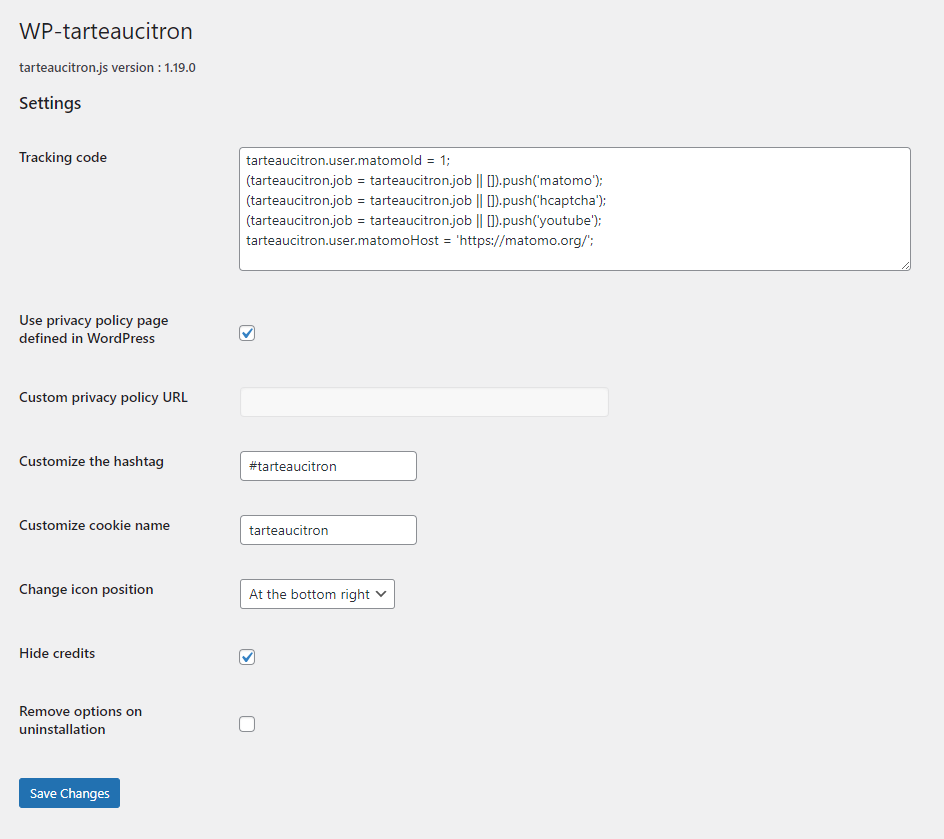 WP-tarteaucitron
tarteaucitron.js version : 1.19.0
Settings
Tracking code
tarteaucitron.user.matomoId = 1;
(tarteaucitron.job = tarteaucitron.job || []).push('matomo');
(tarteaucitron.job = tarteaucitron.job || []).push('hcaptcha');
(tarteaucitron.job = tarteaucitron.job || []).push('youtube');
tarteaucitron.user.matomoHost = 'https://matomo.org/';
Use privacy policy page
defined in WordPress
Custom privacy policy URL
Customize the hashtag
#tarteaucitron
Customize cookie name
tarteaucitron
Change icon position
At the bottom right
Hide credits
Remove options on
uninstallation
Save Changes